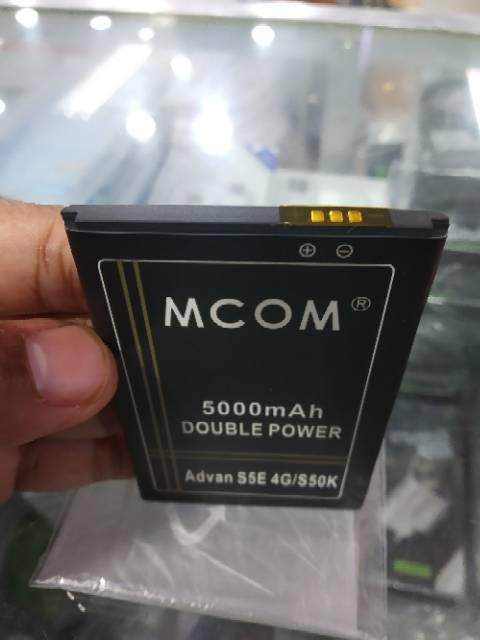 ⊕ ⊖
MCOM®
5000mAh
DOUBLE POWER
Advan S5E 4G/S50K